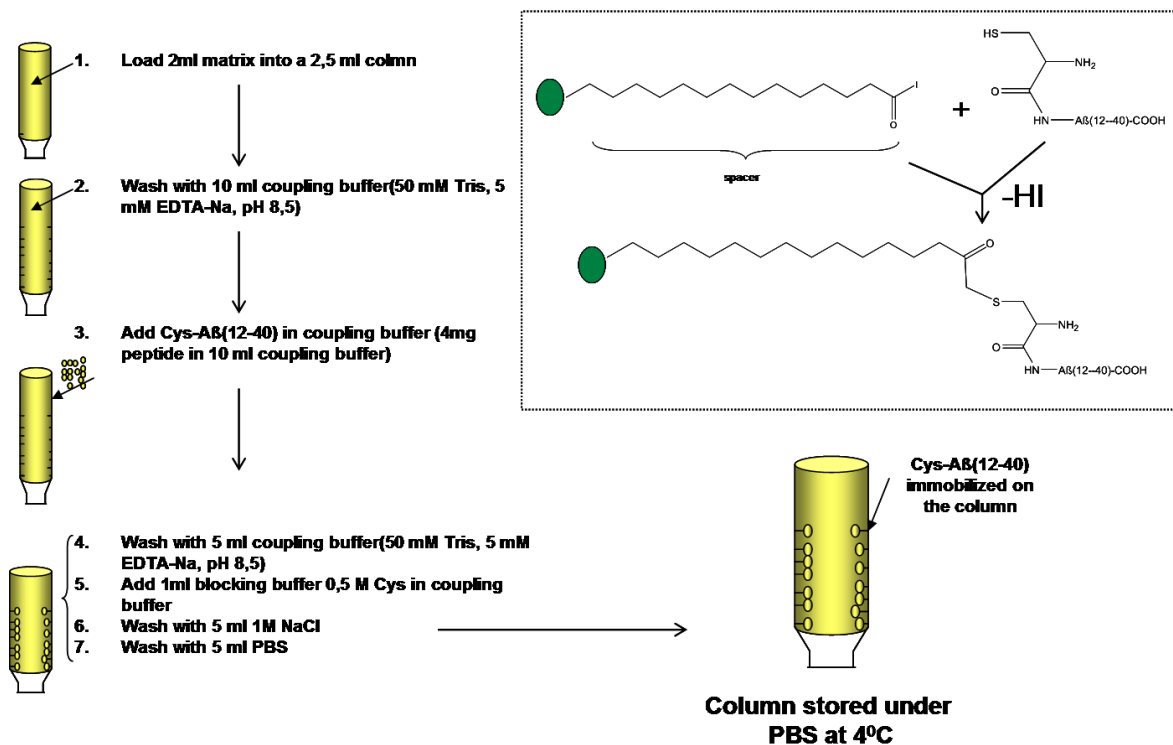 1. Load 2ml matrix into a 2,5 ml colmn
2. Wash with 10 ml coupling buffer(50 mM Tris, 5
mM EDTA-Na, pH 8,5)
3. Add Cys-Aß(12-40) in coupling buffer (4mg
peptide in 10 ml coupling buffer)
4. Wash with 5 ml coupling buffer(50 mM Tris, 5 mM
EDTA-Na, pH 8,5)
5. Add 1ml blocking buffer 0,5 M Cys in coupling
buffer
6. Wash with 5 ml 1M NaCl
7. Wash with 5 ml PBS
I
O
spacer
+
HS
NH₂
O
HN
Aß(12--40)-COOH
-HI
O
S
NH₂
O
HN
Aß(12--40)-COOH
Cys-Aß(12-40)
immobilized on
the column
Column stored under
PBS at 4⁰C